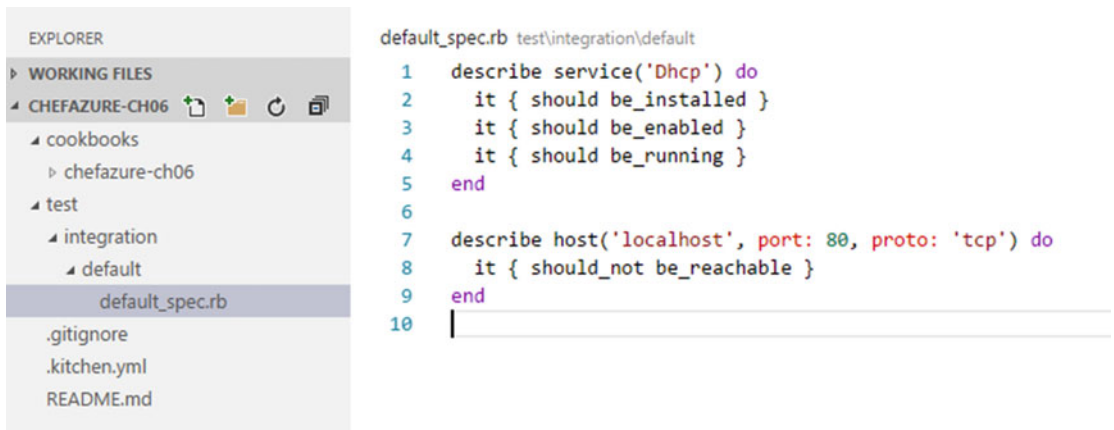 EXPLORER
WORKING FILES
CHEFAZURE-CH06
cookbooks
chefazure-ch06
test
integration
default
default_spec.rb
.gitignore
.kitchen.yml
README.md
default_spec.rb test\integration\default
1 describe service('Dhcp') do
2 it { should be_installed }
3 it { should be_enabled }
4 it { should be_running }
5 end
6
7 describe host('localhost', port: 80, proto: 'tcp') do
8 it { should_not be_reachable }
9 end
10